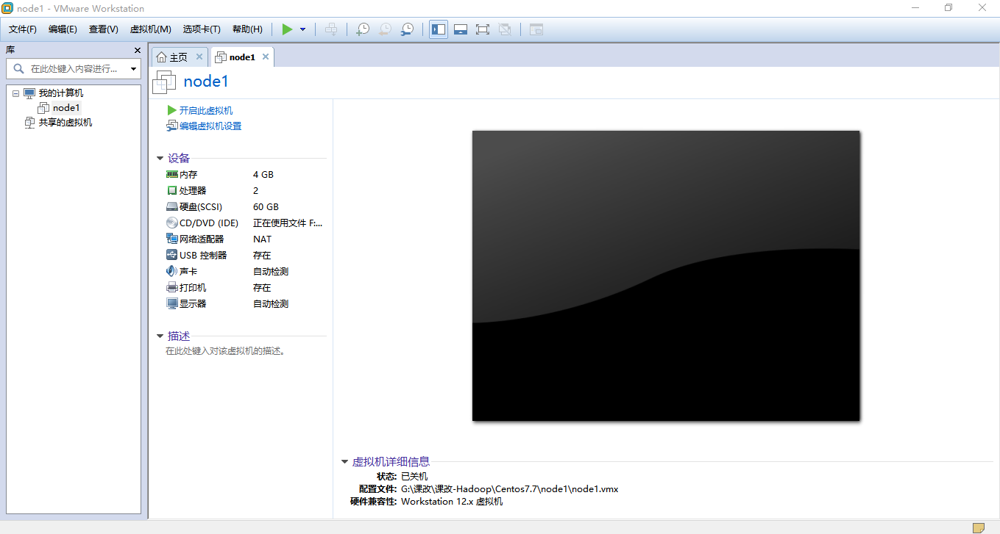 node1 - VMware Workstation
文件(F) 编辑(E) 查看(V) 虚拟机(M) 选项卡(T) 帮助(H)
库
在此处键入内容进行...
我的计算机
node1
共享的虚拟机
主页 node1
node1
开启此虚拟机
编辑虚拟机设置
设备
内存 4 GB
处理器 2
硬盘(SCSI) 60 GB
CD/DVD (IDE) 正在使用文件 F:...
网络适配器 NAT
USB 控制器 存在
声卡 自动检测
打印机 存在
显示器 自动检测
描述
在此处键入对该虚拟机的描述。
虚拟机详细信息
状态: 已关机
配置文件: G:\课改\课改-Hadoop\Centos7.7\node1\node1.vmx
硬件兼容性: Workstation 12.x 虚拟机